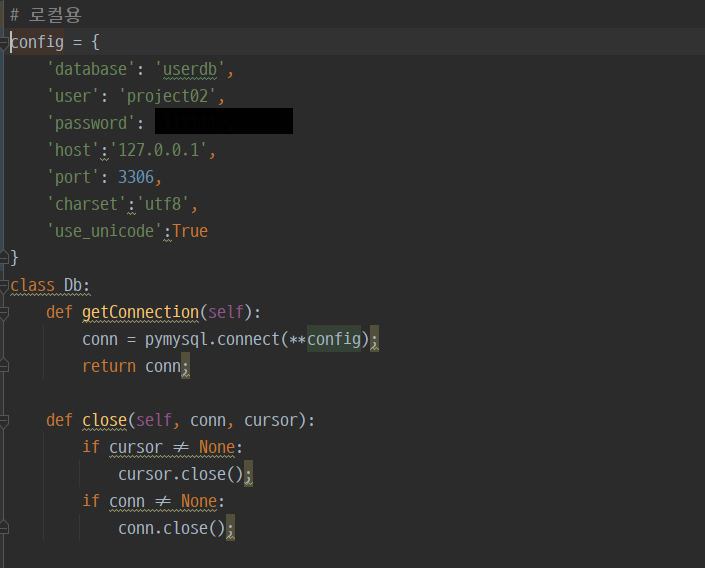 # 로컬용
config = {
    'database': 'userdb',
    'user': 'project02',
    'password':
    'host':'127.0.0.1',
    'port': 3306,
    'charset':'utf8',
    'use_unicode':True
}
class Db:
    def getConnection(self):
        conn = pymysql.connect(**config);
        return conn;
    def close(self, conn, cursor):
        if cursor ≠ None:
            cursor.close();
        if conn ≠ None:
            conn.close();